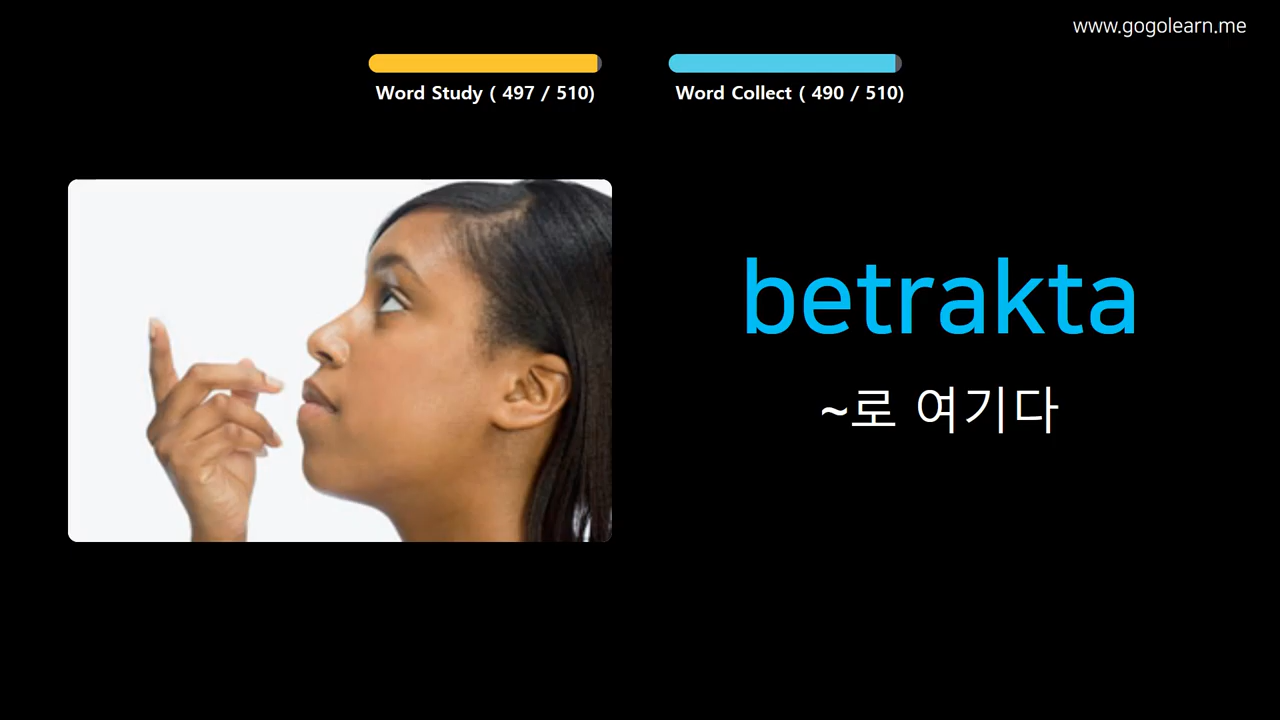 www.gogolearn.me
Word Study ( 497 / 510)
Word Collect ( 490 / 510)
betrakta
~로 여기다